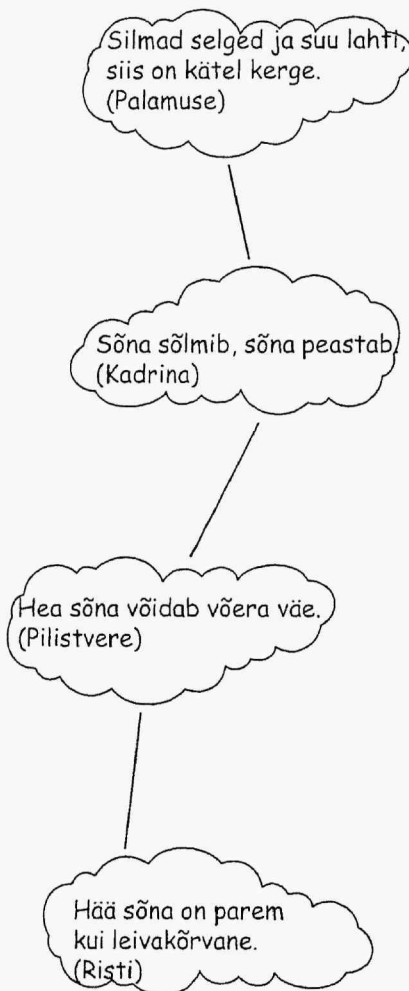 Silmad selged ja suu lahti,
siis on kätel kerge.
(Palamuse)
Sõna sõlmib, sõna peastab.
(Kadrina)
Hea sõna võidab võera väe.
(Pilistvere)
Hää sõna on parem
kui leivakõrvane.
(Risti)